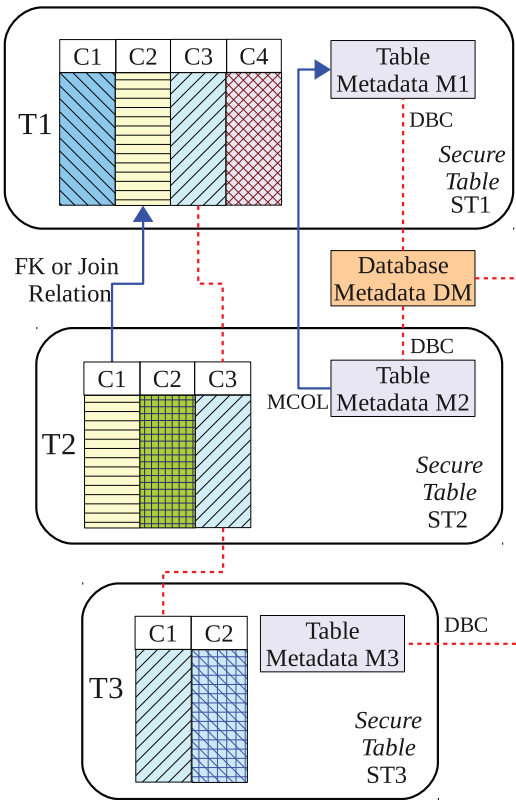 C1 C2 C3 C4
T1
Table
Metadata M1
DBC
Secure
Table
ST1
FK or Join
Relation
Database
Metadata DM
DBC
C1 C2 C3
T2
Table
Metadata M2
MCOL
Secure
Table
ST2
C1 C2
T3
Table
Metadata M3
DBC
Secure
Table
ST3